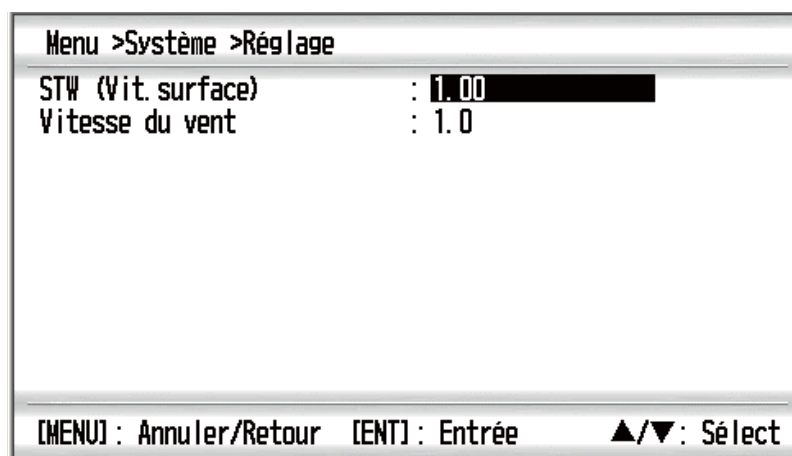 Menu >Système >Réglage
STW (Vit.surface) : 1.00
Vitesse du vent : 1.0
[MENU] : Annuler/Retour [ENT] : Entrée ▲/▼ : Sélect